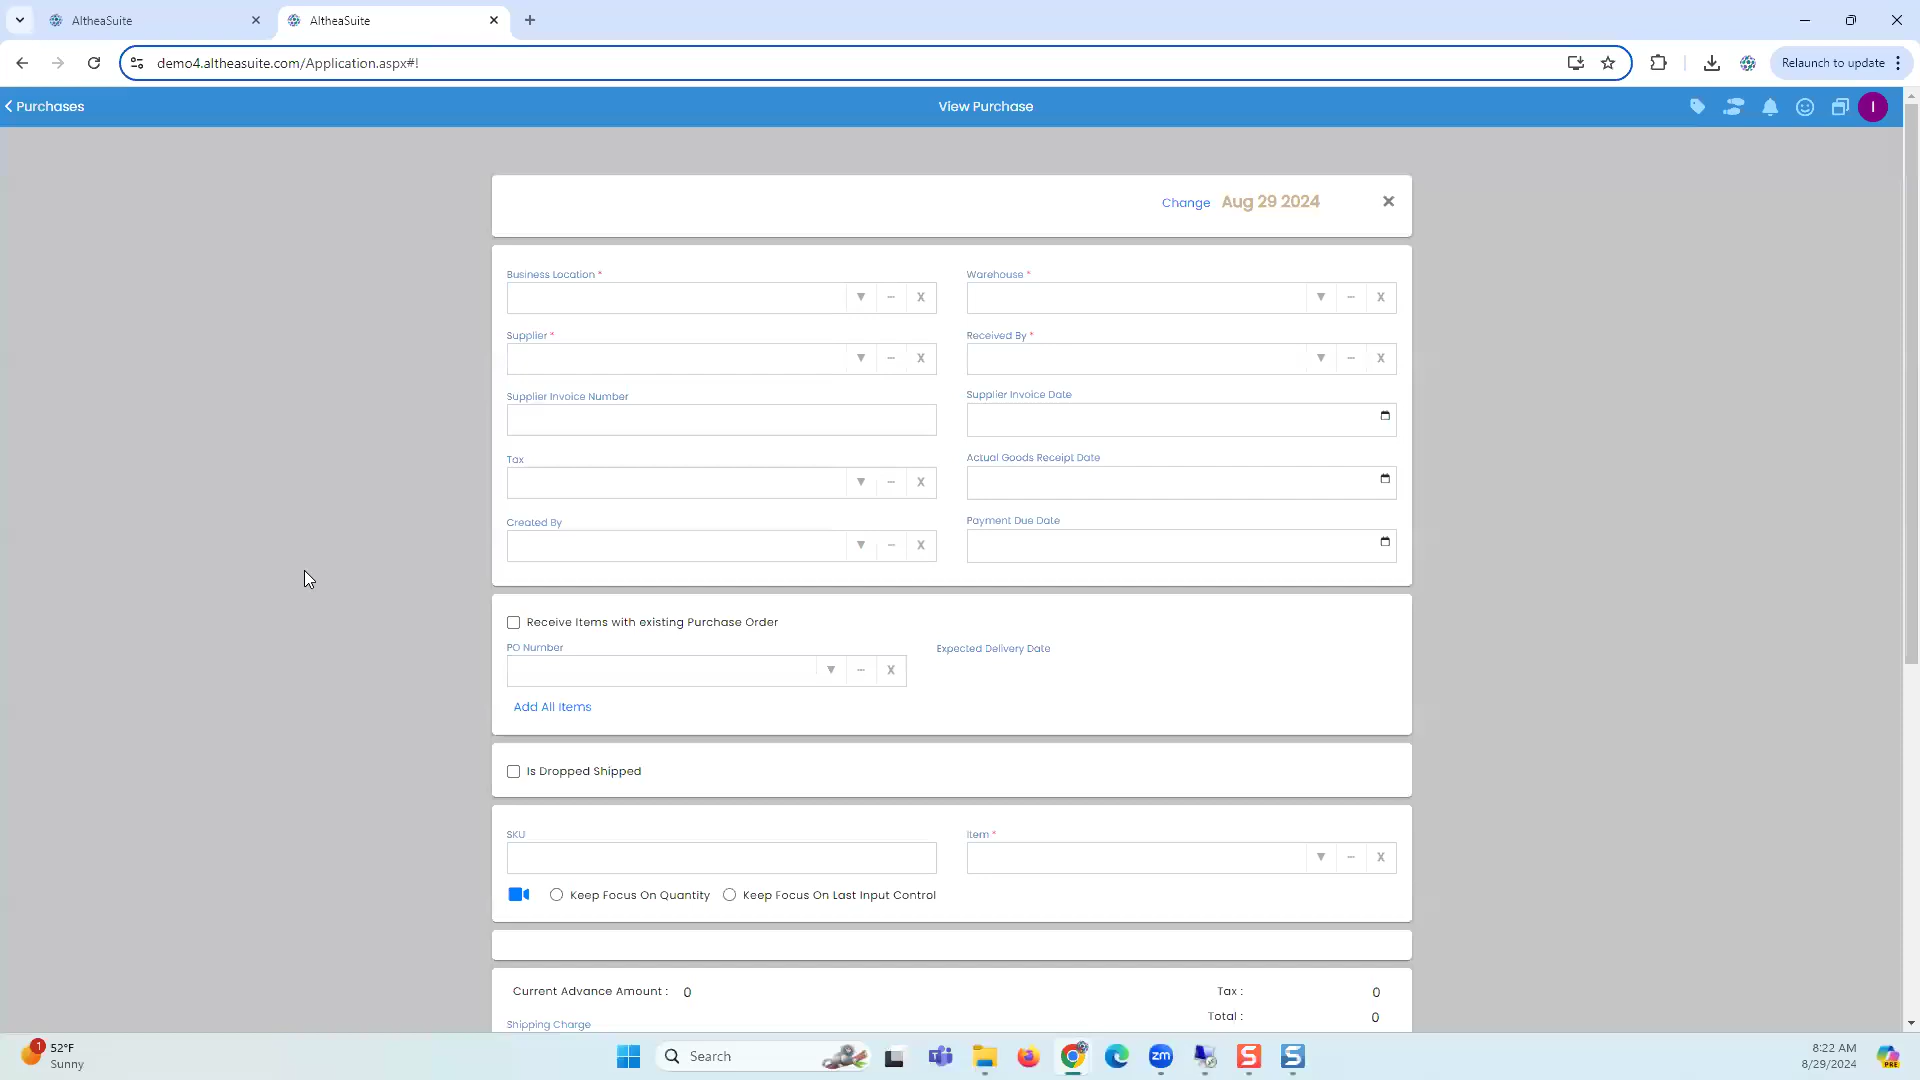 AltheaSuite
AltheaSuite
demo4.altheasuite.com/Application.aspx#!
Relaunch to update
Purchases
View Purchase
I
Change Aug 29 2024
Business Location *
Warehouse *
Supplier *
Received By *
Supplier Invoice Number
Supplier Invoice Date
Tax
Actual Goods Receipt Date
Created By
Payment Due Date
Receive Items with existing Purchase Order
PO Number
Expected Delivery Date
Add All Items
Is Dropped Shipped
SKU
Item *
Keep Focus On Quantity
Keep Focus On Last Input Control
Current Advance Amount : 0
Tax : 0
Total : 0
Shipping Charge
1
52°F
Sunny
Search
zm
S
S
PRE
8:22 AM
8/29/2024